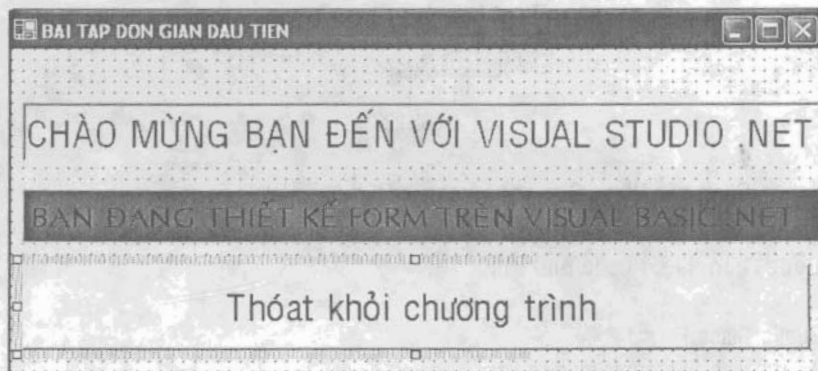 BAI TAP DON GIAN DAU TIEN
CHÀO MỪNG BẠN ĐẾN VỚI VISUAL STUDIO .NET
BẠN ĐANG THIẾT KẾ FORM TRÊN VISUAL BASIC .NET
Thóat khỏi chương trình